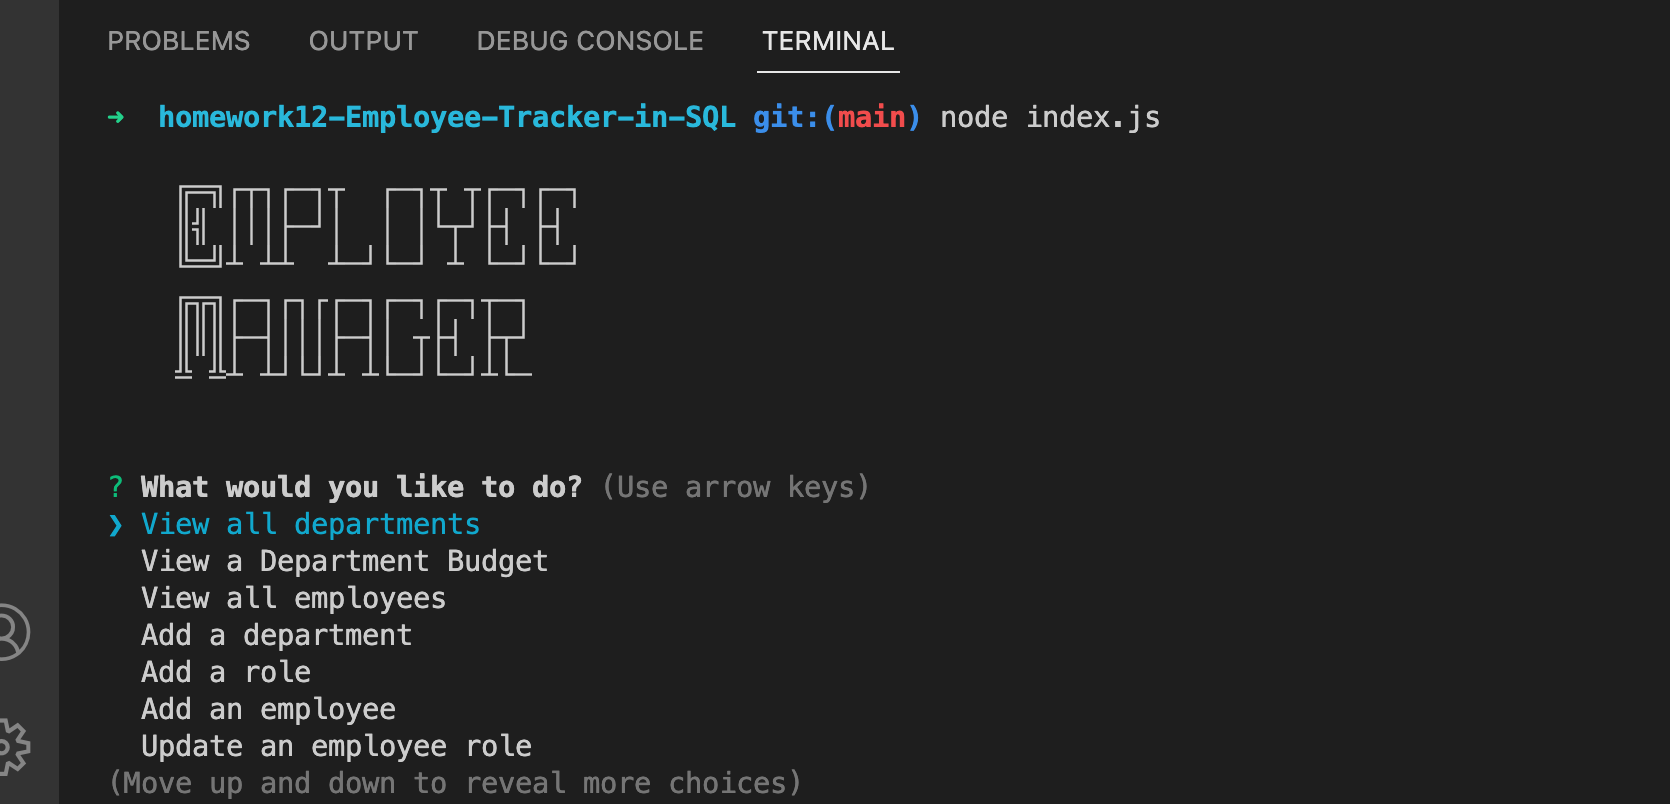 PROBLEMS OUTPUT DEBUG CONSOLE TERMINAL
➜ homework12-Employee-Tracker-in-SQL git:(main) node index.js
EMPLOYEE
MANAGER
? What would you like to do? (Use arrow keys)
❯ View all departments
View a Department Budget
View all employees
Add a department
Add a role
Add an employee
Update an employee role
(Move up and down to reveal more choices)